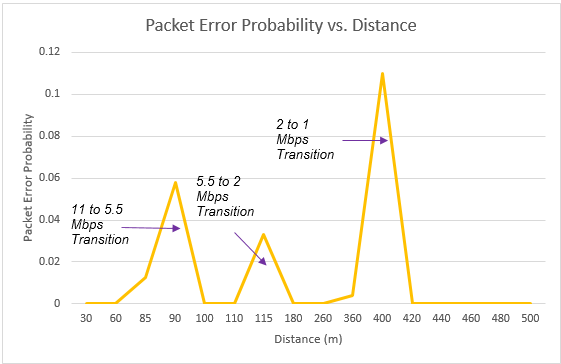 Packet Error Probability vs. Distance
0.12
0.1
0.08
0.06
0.04
0.02
0
Packet Error Probability
11 to 5.5
Mbps
Transition
5.5 to 2
Mbps
Transition
2 to 1
Mbps
Transition
30 60 85 90 100 110 115 180 260 360 400 420 440 460 480 500
Distance (m)